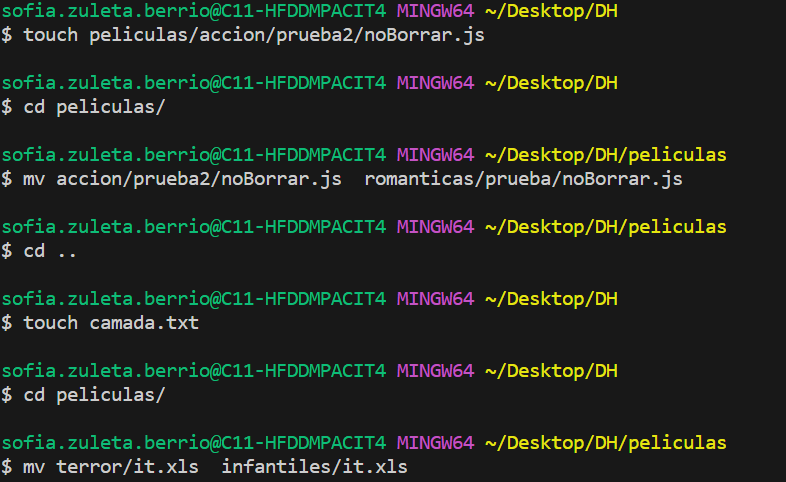 sofia.zuleta.berrio@C11-HFDDMPACIT4 MINGW64 ~/Desktop/DH
$ touch peliculas/accion/prueba2/noBorrar.js
sofia.zuleta.berrio@C11-HFDDMPACIT4 MINGW64 ~/Desktop/DH
$ cd peliculas/
sofia.zuleta.berrio@C11-HFDDMPACIT4 MINGW64 ~/Desktop/DH/peliculas
$ mv accion/prueba2/noBorrar.js  romanticas/prueba/noBorrar.js
sofia.zuleta.berrio@C11-HFDDMPACIT4 MINGW64 ~/Desktop/DH/peliculas
$ cd ..
sofia.zuleta.berrio@C11-HFDDMPACIT4 MINGW64 ~/Desktop/DH
$ touch camada.txt
sofia.zuleta.berrio@C11-HFDDMPACIT4 MINGW64 ~/Desktop/DH
$ cd peliculas/
sofia.zuleta.berrio@C11-HFDDMPACIT4 MINGW64 ~/Desktop/DH/peliculas
$ mv terror/it.xls  infantiles/it.xls